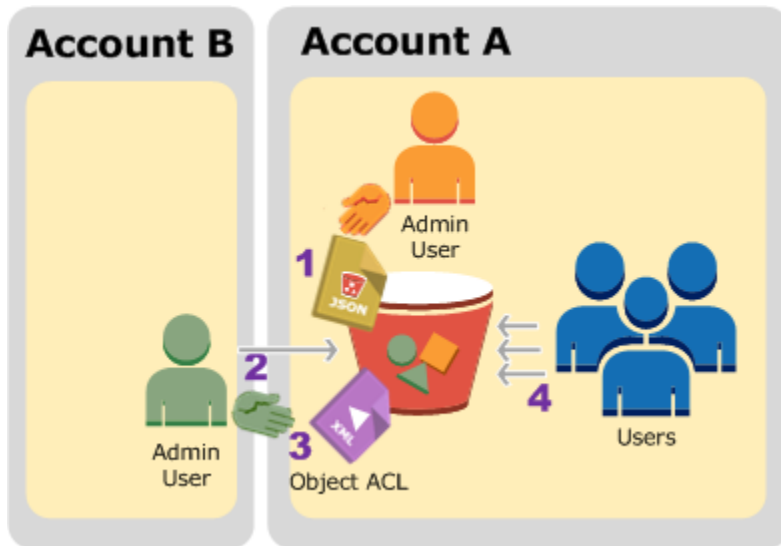 Account B
Account A
Admin
User
1
JSON
2
Admin
User
3
XML
Object ACL
4
Users